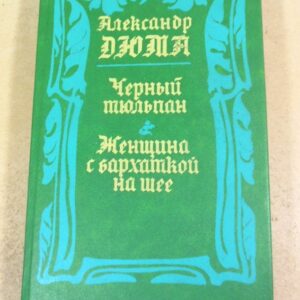 Александр
ДЮМА
Черный
тюльпан
Женщина
с бархаткой
на шее